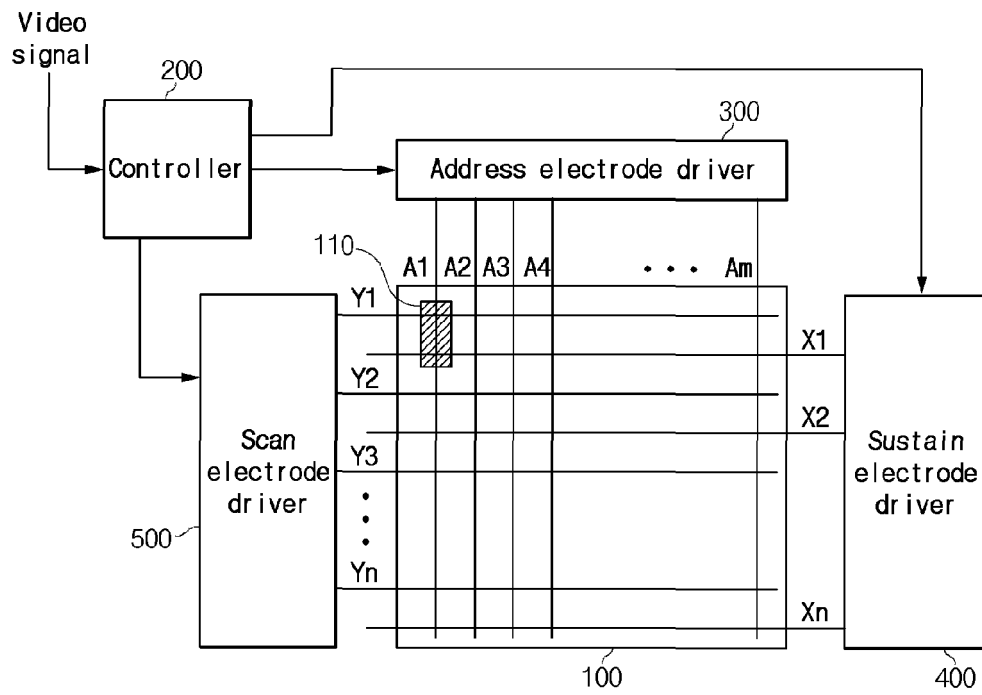 Video
signal
200
Controller
300
Address electrode driver
110
A1 A2 A3 A4 • • • Am
Y1
X1
Y2
X2
Y3
Yn
Xn
Scan
electrode
driver
500
Sustain
electrode
driver
100
400